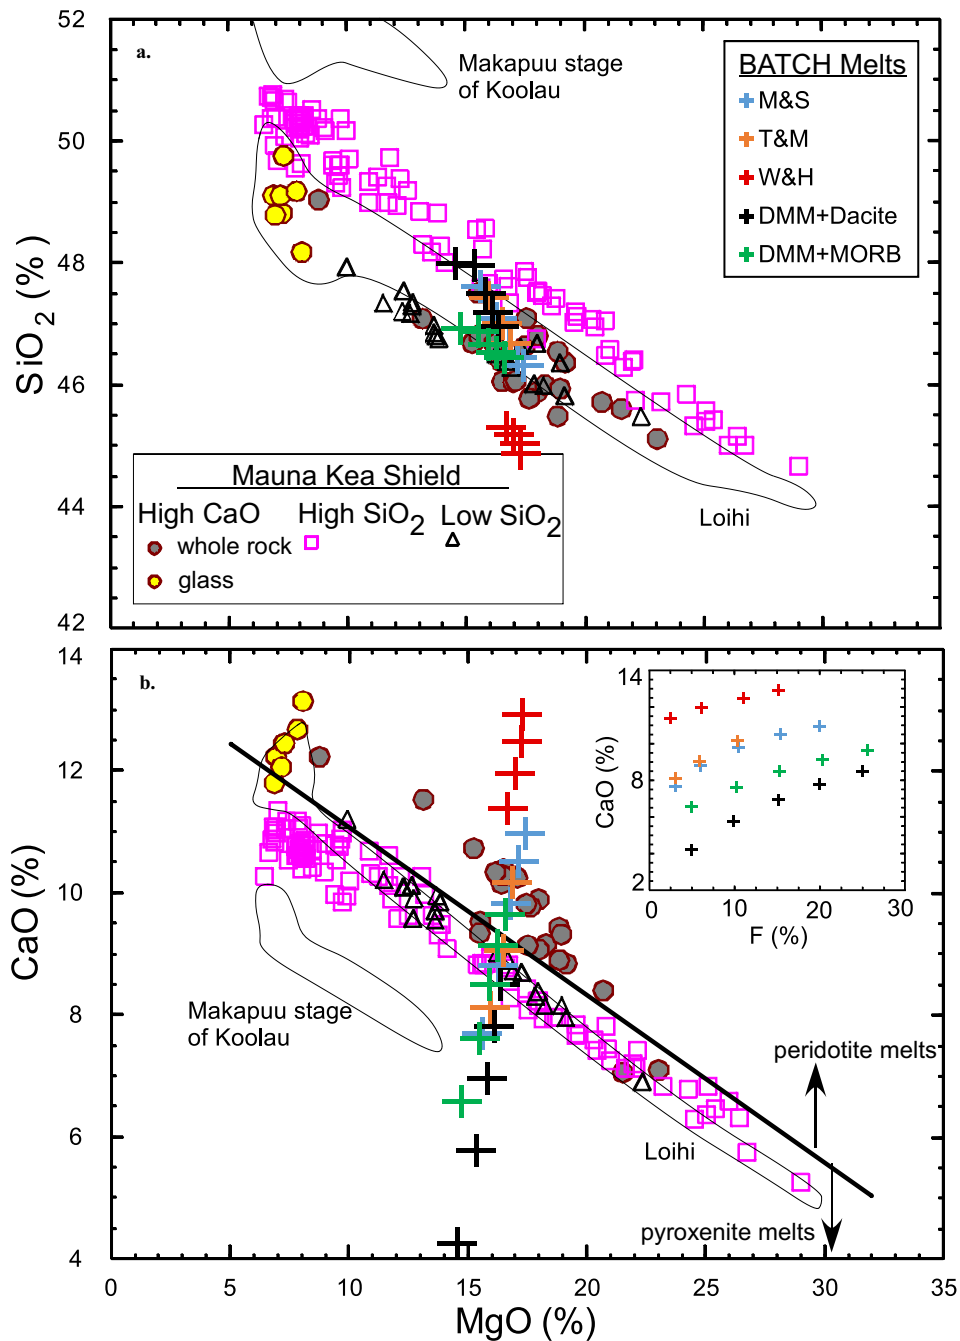 52
50
48
46
44
42
SiO2 (%)
a.
Makapuu stage
of Koolau
BATCH Melts
M&S
T&M
W&H
DMM+Dacite
DMM+MORB
Loihi
Mauna Kea Shield
High CaO High SiO2 Low SiO2
whole rock
glass
14
12
10
8
6
4
CaO (%)
b.
14
8
2
CaO (%)
0 10 20 30
F (%)
Makapuu stage
of Koolau
peridotite melts
Loihi
pyroxenite melts
0 5 10 15 20 25 30 35
MgO (%)